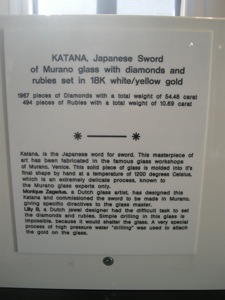 KATANA, Japanese Sword
of Murano glass with diamonds and
rubies set in 18K white/yellow gold
1967 pieces of Diamonds with a total weight of 54.48 carat
494 pieces of Rubies with a total weight of 10.69 carat
Katana, is the Japanese word for sword. This masterpiece of
art has been fabricated in the famous glass workshops
of Murano, Venice. This solid piece of glass is molded into it's
final shape by hand at a temperature of 1200 degrees Celsius,
which is an extremely delicate process, known to
the Murano glass experts only.
Monique Zagerius, a Dutch glass artist, has designed this
Katana and commissioned the sword to be made in Murano,
giving specific directives to the glass master.
Lilly B, a Dutch jewel designer had the difficult task to set
the diamonds and rubies. Simple drilling in this glass is
impossible, because it would shatter the glass. A very special
process of high pressure water "drilling" was used to attach
the gold on the glass.